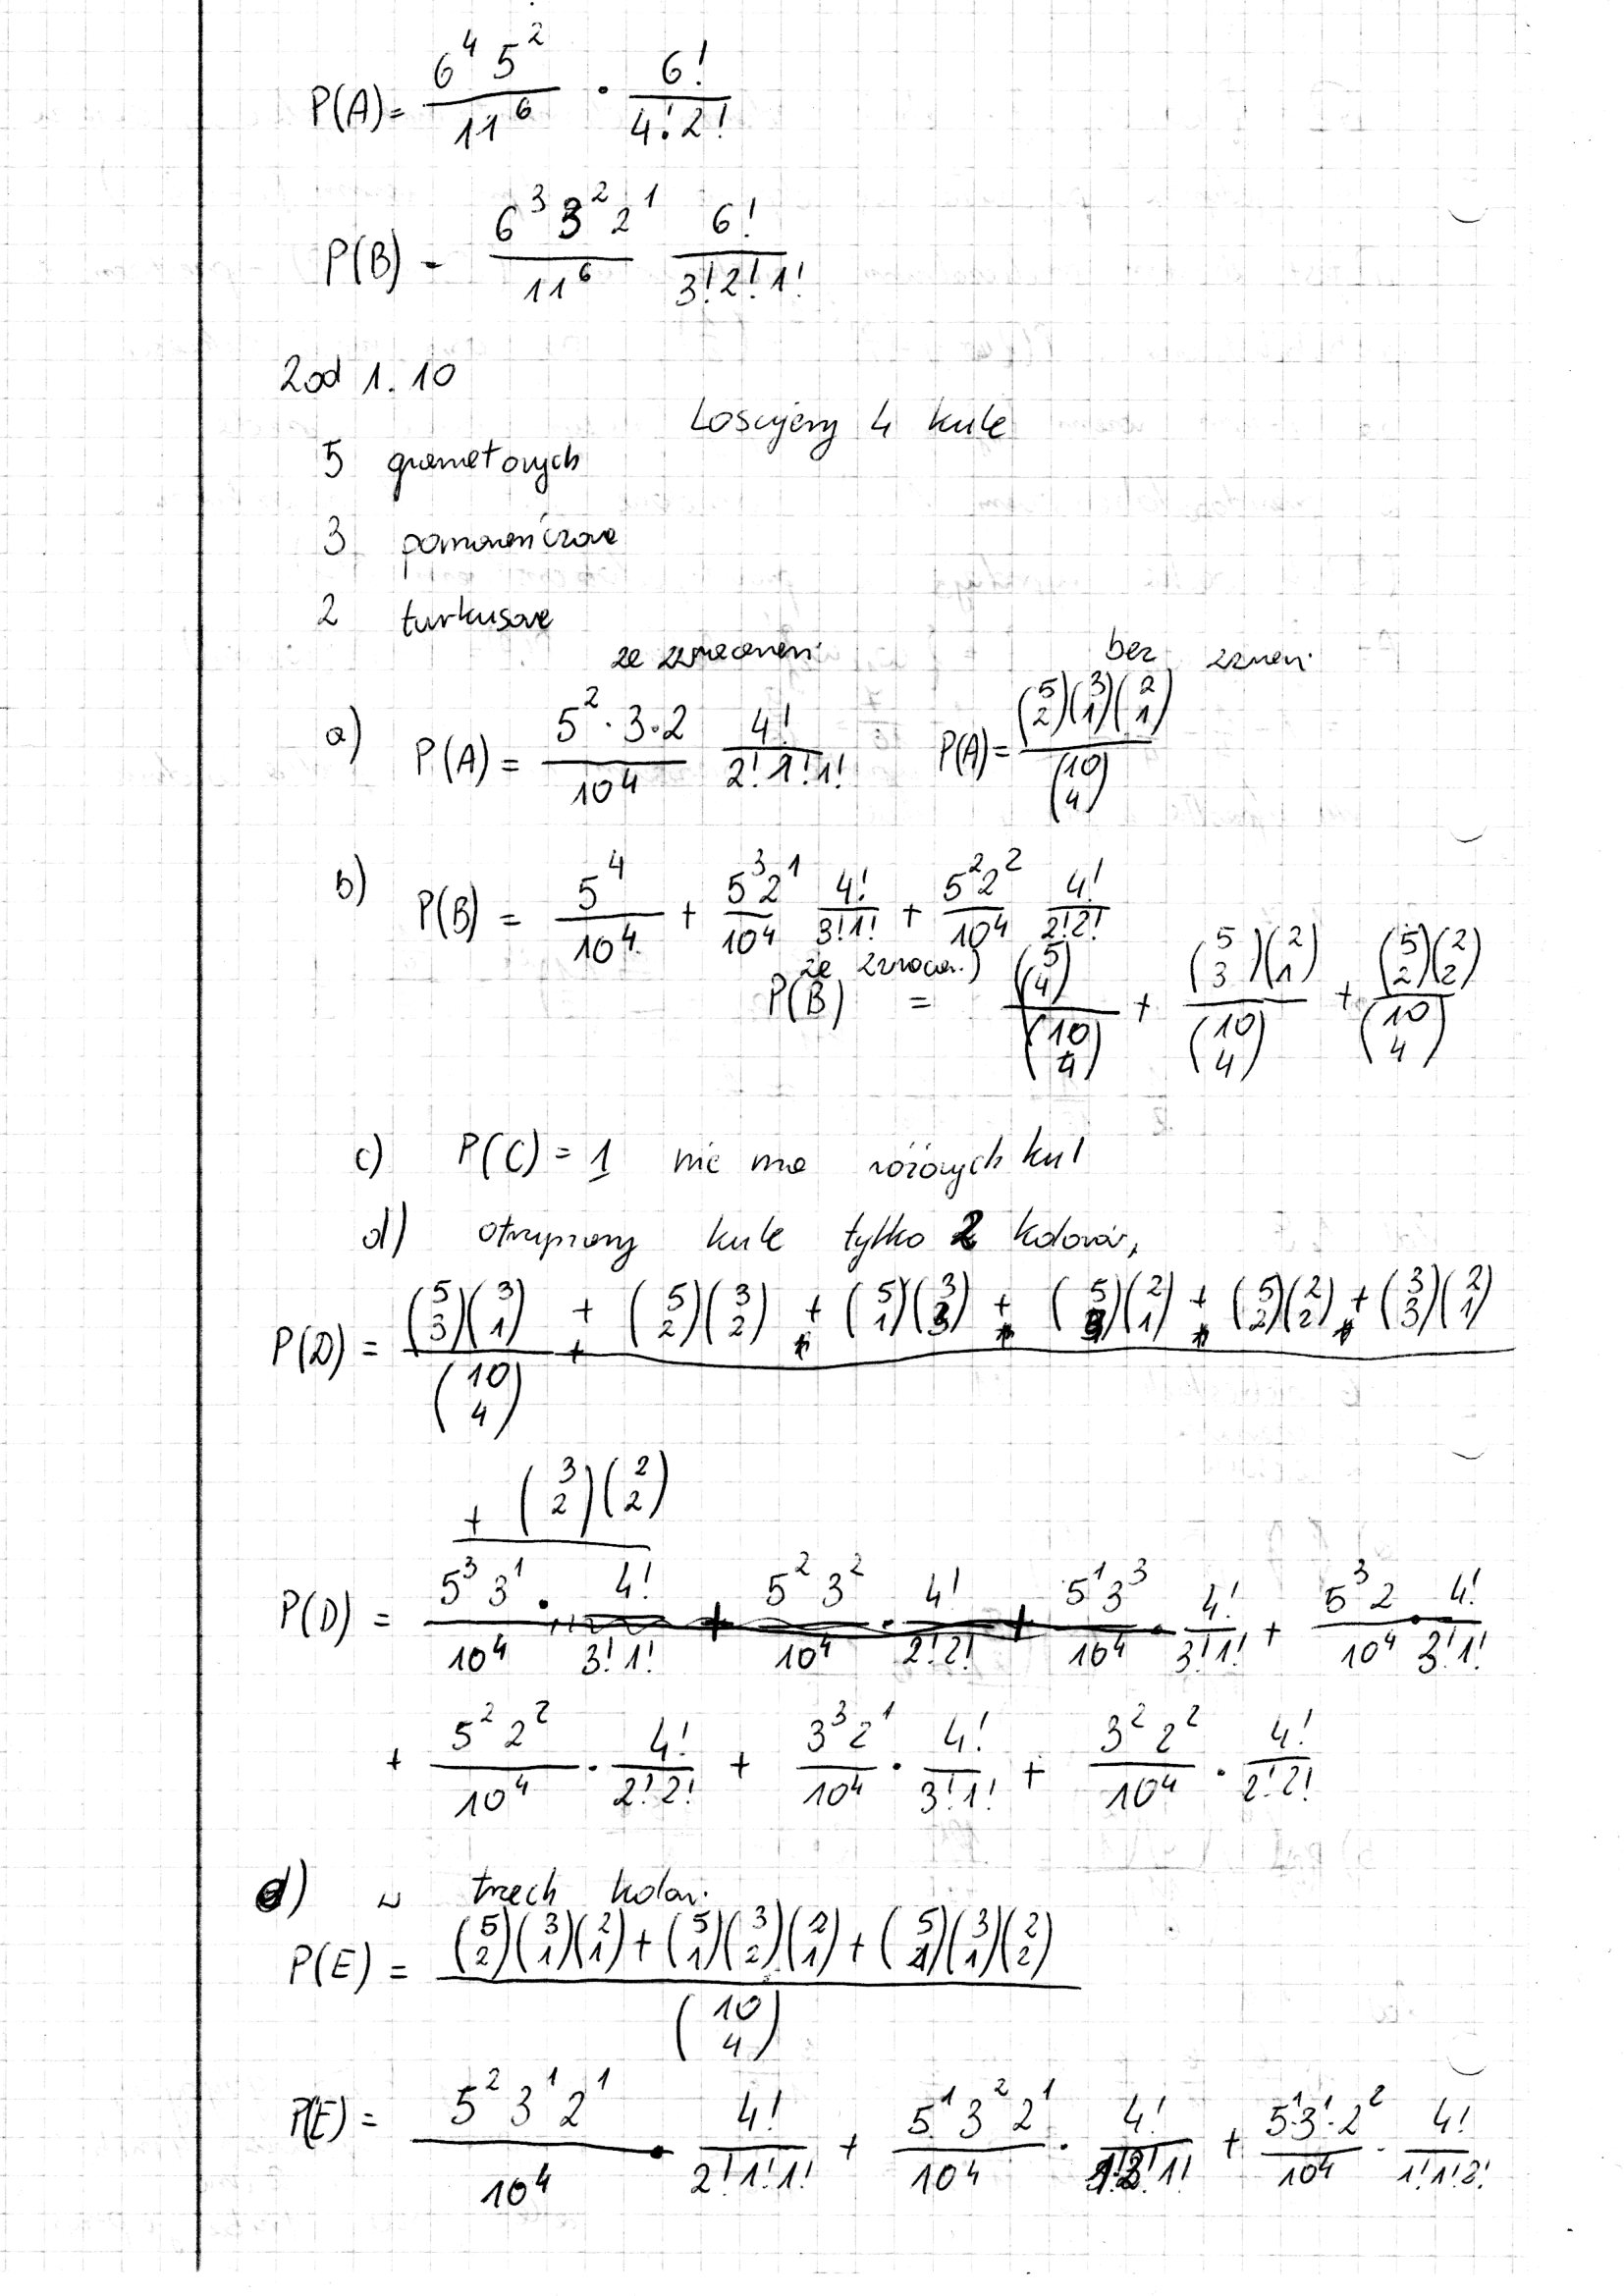 P(A) = \frac{6^4 5^2}{11^6} \cdot \frac{6!}{4! 2!}
P(B) - \frac{6^3 3^2 2^1}{11^6} \frac{6!}{3! 2! 1!}
Zad 1.10
Losujemy 4 kule
5 granatowych
3 pomarańczowe
2 turkusowe
ze zwracaniem. bez zwracan.
a) P(A) = \frac{5^2 \cdot 3 \cdot 2}{10^4} \frac{4!}{2! 1! 1!} P(A) = \frac{\binom{5}{2}\binom{3}{1}\binom{2}{1}}{\binom{10}{4}}
b) P(B) = \frac{5^4}{10^4} + \frac{5^3 2^1}{10^4} \frac{4!}{3! 1!} + \frac{5^2 2^2}{10^4} \frac{4!}{2! 2!}
ze zwracan.)
P(B) = \frac{\binom{5}{4}}{\binom{10}{4}} + \frac{\binom{5}{3}\binom{2}{1}}{\binom{10}{4}} + \frac{\binom{5}{2}\binom{2}{2}}{\binom{10}{4}}
c) P(C) = 1 nie ma różowych kul
d) otrzymamy kule tylko 2 kolorów,
P(D) = \frac{\binom{5}{3}\binom{3}{1} + \binom{5}{2}\binom{3}{2} + \binom{5}{1}\binom{3}{3} + \binom{5}{3}\binom{2}{1} + \binom{5}{2}\binom{2}{2} + \binom{3}{3}\binom{2}{1}}{\binom{10}{4}}
+ \binom{3}{2}\binom{2}{2}
P(D) = \frac{5^3 3^1}{10^4} \cdot \frac{4!}{3! 1!} + \frac{5^2 3^2}{10^4} \cdot \frac{4!}{2! 2!} + \frac{5^1 3^3}{10^4} \cdot \frac{4!}{3! 1!} + \frac{5^3 2}{10^4} \cdot \frac{4!}{3! 1!}
+ \frac{5^2 2^2}{10^4} \cdot \frac{4!}{2! 2!} + \frac{3^3 2^1}{10^4} \cdot \frac{4!}{3! 1!} + \frac{3^2 2^2}{10^4} \cdot \frac{4!}{2! 2!}
e) w trzech kolor.
P(E) = \frac{\binom{5}{2}\binom{3}{1}\binom{2}{1} + \binom{5}{1}\binom{3}{2}\binom{2}{1} + \binom{5}{1}\binom{3}{1}\binom{2}{2}}{\binom{10}{4}}
P(E) = \frac{5^2 3^1 2^1}{10^4} \cdot \frac{4!}{2! 1! 1!} + \frac{5^1 3^2 2^1}{10^4} \cdot \frac{4!}{1! 2! 1!} + \frac{5^1 \cdot 3^1 \cdot 2^2}{10^4} \cdot \frac{4!}{1! 1! 2!}